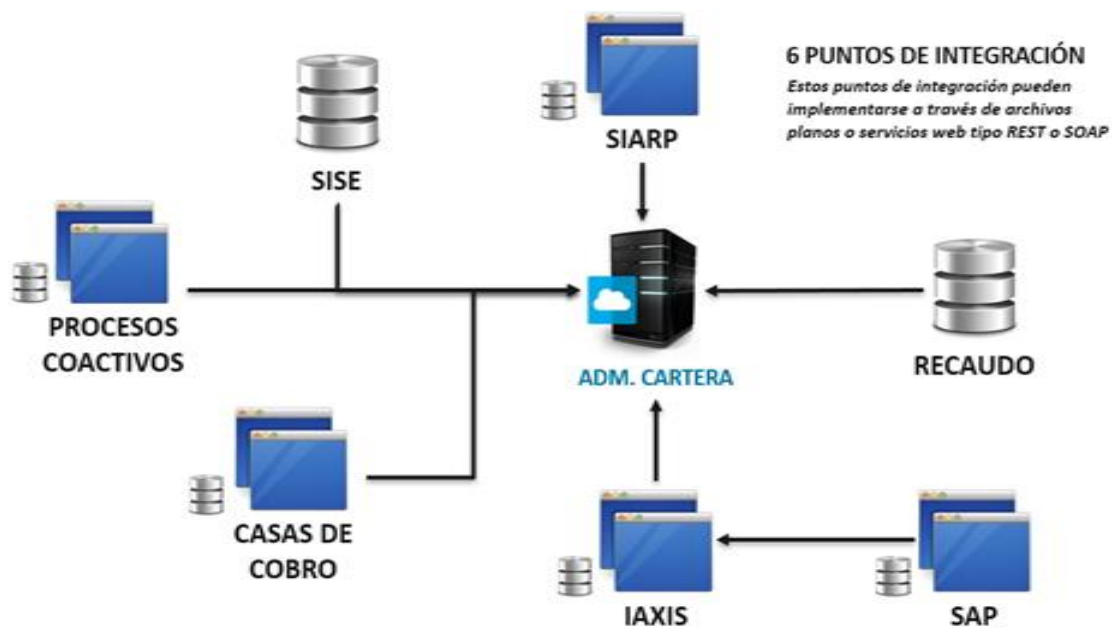 6 PUNTOS DE INTEGRACIÓN
Estos puntos de integración pueden
implementarse a través de archivos
planos o servicios web tipo REST o SOAP
SIARP
SISE
PROCESOS
COACTIVOS
ADM. CARTERA
RECAUDO
CASAS DE
COBRO
IAXIS
SAP